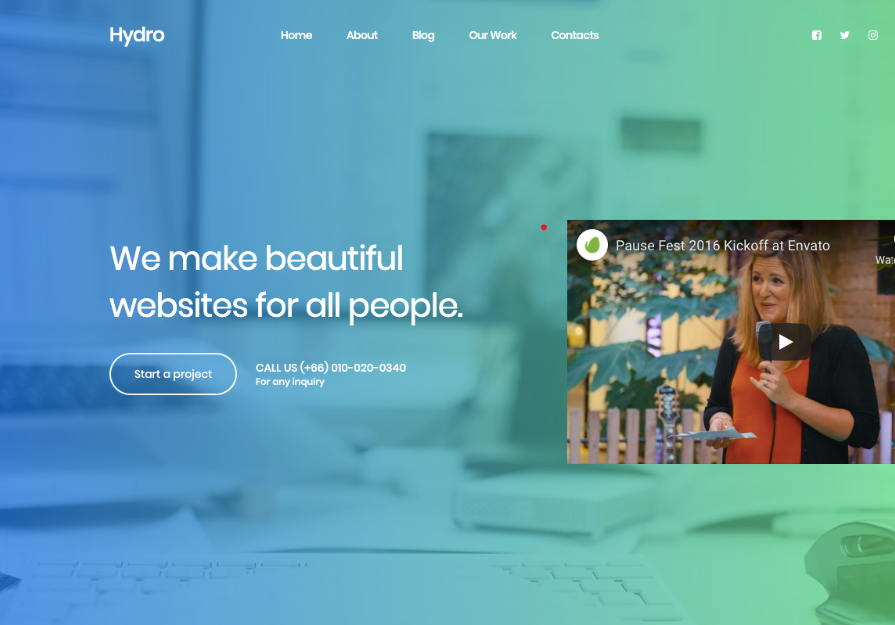 Hydro
Home About Blog Our Work Contacts
We make beautiful
websites for all people.
Start a project
CALL US (+66) 010-020-0340
For any inquiry
Pause Fest 2016 Kickoff at Envato